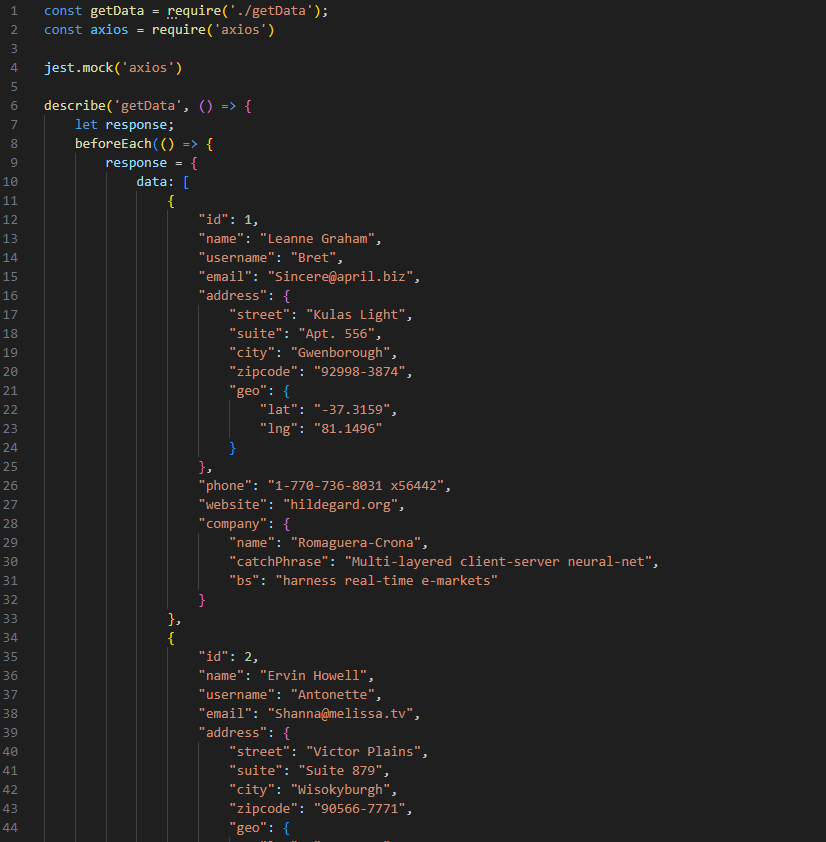 1 const getData = require('./getData');
2 const axios = require('axios')
3
4 jest.mock('axios')
5
6 describe('getData', () => {
7 let response;
8 beforeEach(() => {
9 response = {
10 data: [
11 {
12 "id": 1,
13 "name": "Leanne Graham",
14 "username": "Bret",
15 "email": "Sincere@april.biz",
16 "address": {
17 "street": "Kulas Light",
18 "suite": "Apt. 556",
19 "city": "Gwenborough",
20 "zipcode": "92998-3874",
21 "geo": {
22 "lat": "-37.3159",
23 "lng": "81.1496"
24 }
25 },
26 "phone": "1-770-736-8031 x56442",
27 "website": "hildegard.org",
28 "company": {
29 "name": "Romaguera-Crona",
30 "catchPhrase": "Multi-layered client-server neural-net",
31 "bs": "harness real-time e-markets"
32 }
33 },
34 {
35 "id": 2,
36 "name": "Ervin Howell",
37 "username": "Antonette",
38 "email": "Shanna@melissa.tv",
39 "address": {
40 "street": "Victor Plains",
41 "suite": "Suite 879",
42 "city": "Wisokyburgh",
43 "zipcode": "90566-7771",
44 "geo": {